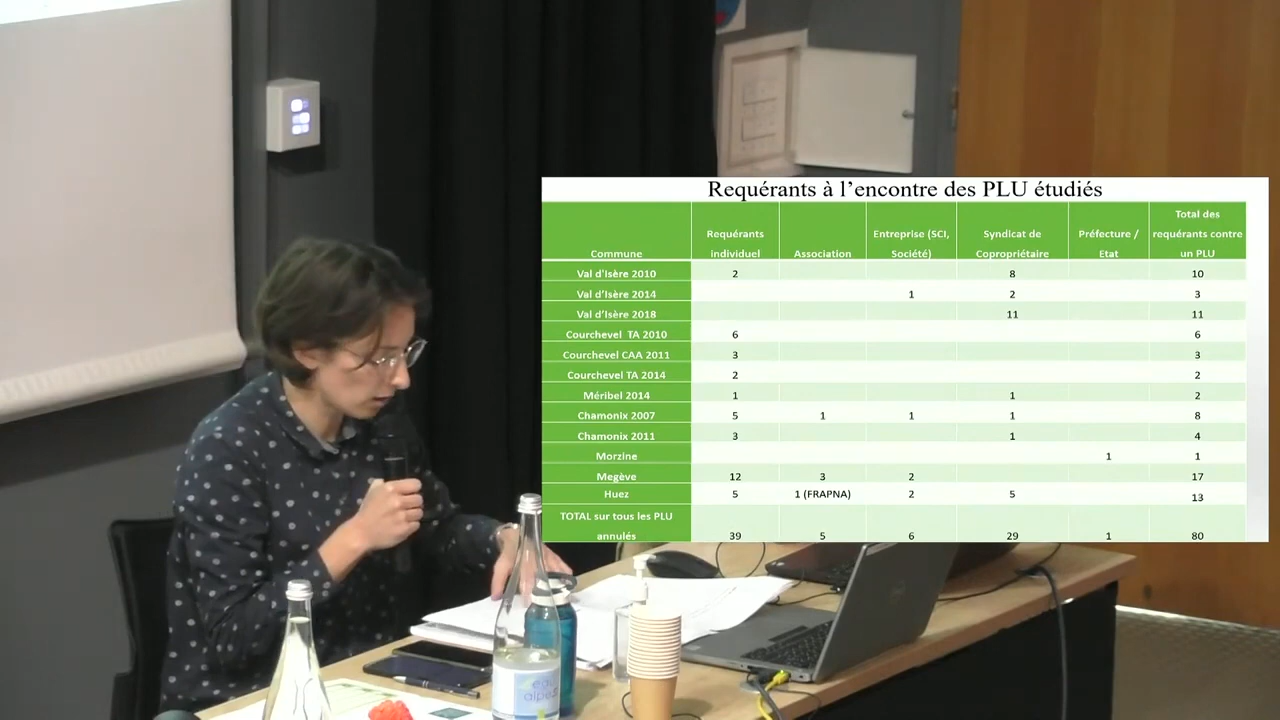 Requérants à l'encontre des PLU étudiés
Commune Requérants individuel Association Entreprise (SCI, Société) Syndicat de Copropriétaire Préfecture / Etat Total des requérants contre un PLU
Val d'Isère 2010 2 8 10
Val d'Isère 2014 1 2 3
Val d'Isère 2018 11 11
Courchevel TA 2010 6 6
Courchevel CAA 2011 3 3
Courchevel TA 2014 2 2
Méribel 2014 1 1 2
Chamonix 2007 5 1 1 1 8
Chamonix 2011 3 1 4
Morzine 1 1
Megève 12 3 2 17
Huez 5 1 (FRAPNA) 2 5 13
TOTAL sur tous les PLU annulés 39 5 6 29 1 80
eau
alpes